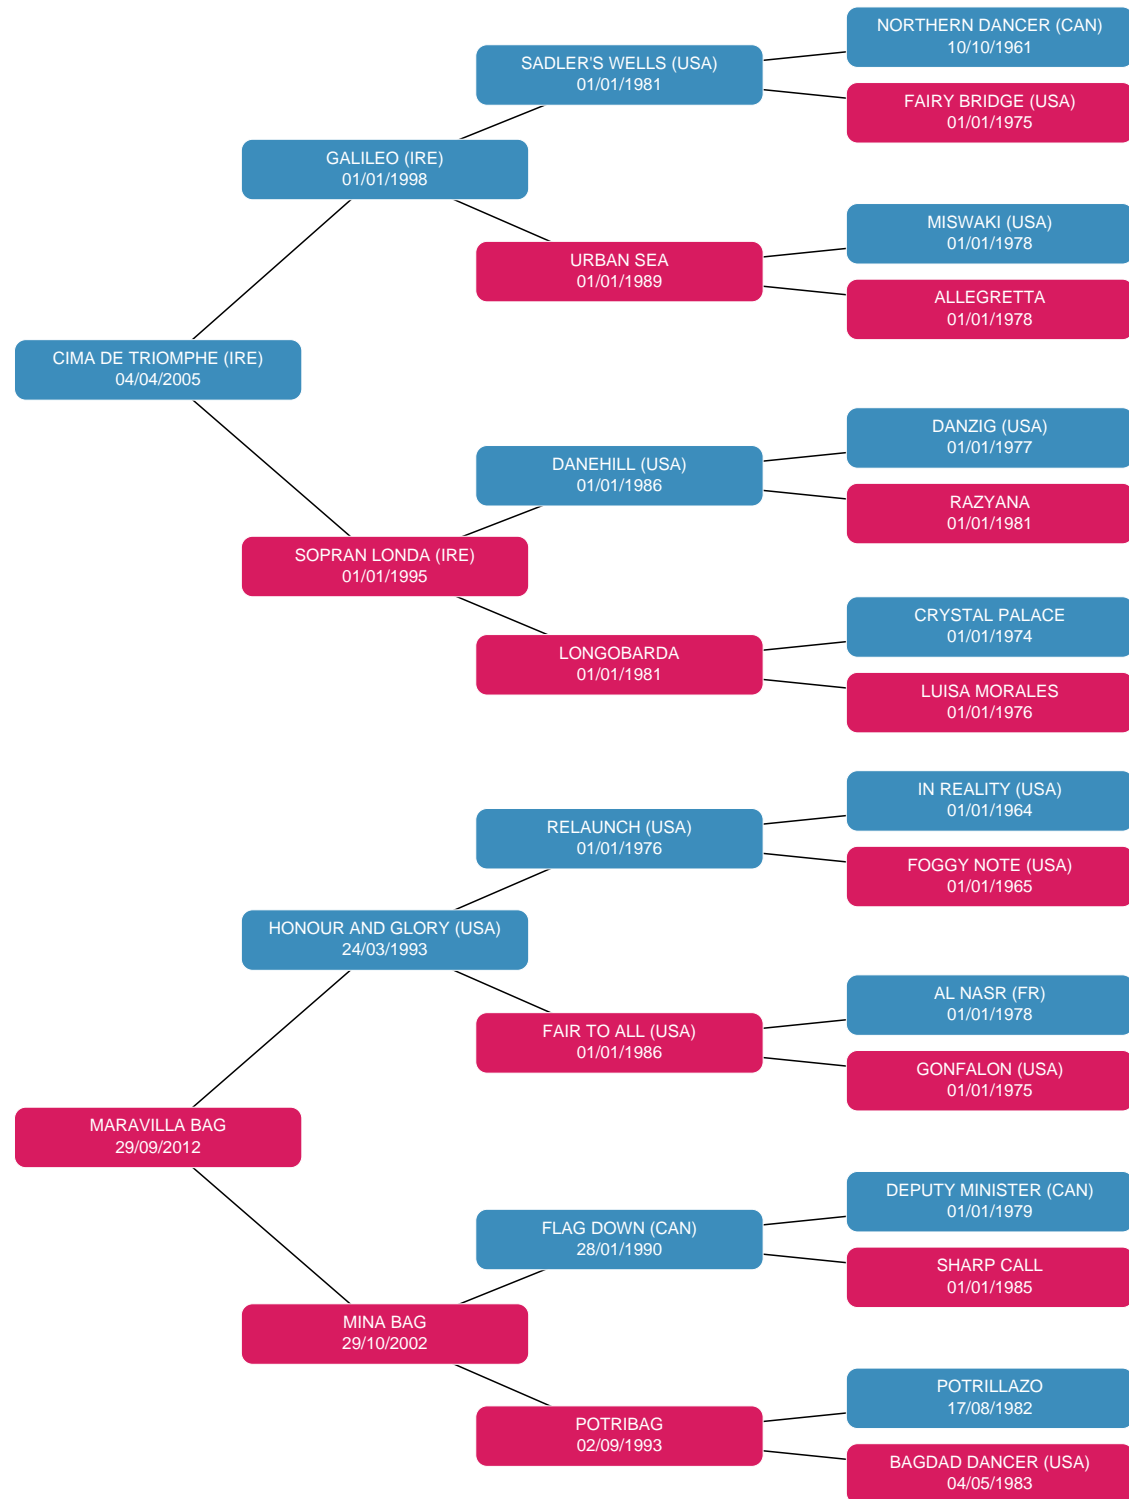 NORTHERN DANCER (CAN)
10/10/1961
SADLER'S WELLS (USA)
01/01/1981
FAIRY BRIDGE (USA)
01/01/1975
GALILEO (IRE)
01/01/1998
MISWAKI (USA)
01/01/1978
URBAN SEA
01/01/1989
ALLEGRETTA
01/01/1978
CIMA DE TRIOMPHE (IRE)
04/04/2005
DANZIG (USA)
01/01/1977
DANEHILL (USA)
01/01/1986
RAZYANA
01/01/1981
SOPRAN LONDA (IRE)
01/01/1995
CRYSTAL PALACE
01/01/1974
LONGOBARDA
01/01/1981
LUISA MORALES
01/01/1976
IN REALITY (USA)
01/01/1964
RELAUNCH (USA)
01/01/1976
FOGGY NOTE (USA)
01/01/1965
HONOUR AND GLORY (USA)
24/03/1993
AL NASR (FR)
01/01/1978
FAIR TO ALL (USA)
01/01/1986
GONFALON (USA)
01/01/1975
MARAVILLA BAG
29/09/2012
DEPUTY MINISTER (CAN)
01/01/1979
FLAG DOWN (CAN)
28/01/1990
SHARP CALL
01/01/1985
MINA BAG
29/10/2002
POTRILLAZO
17/08/1982
POTRIBAG
02/09/1993
BAGDAD DANCER (USA)
04/05/1983